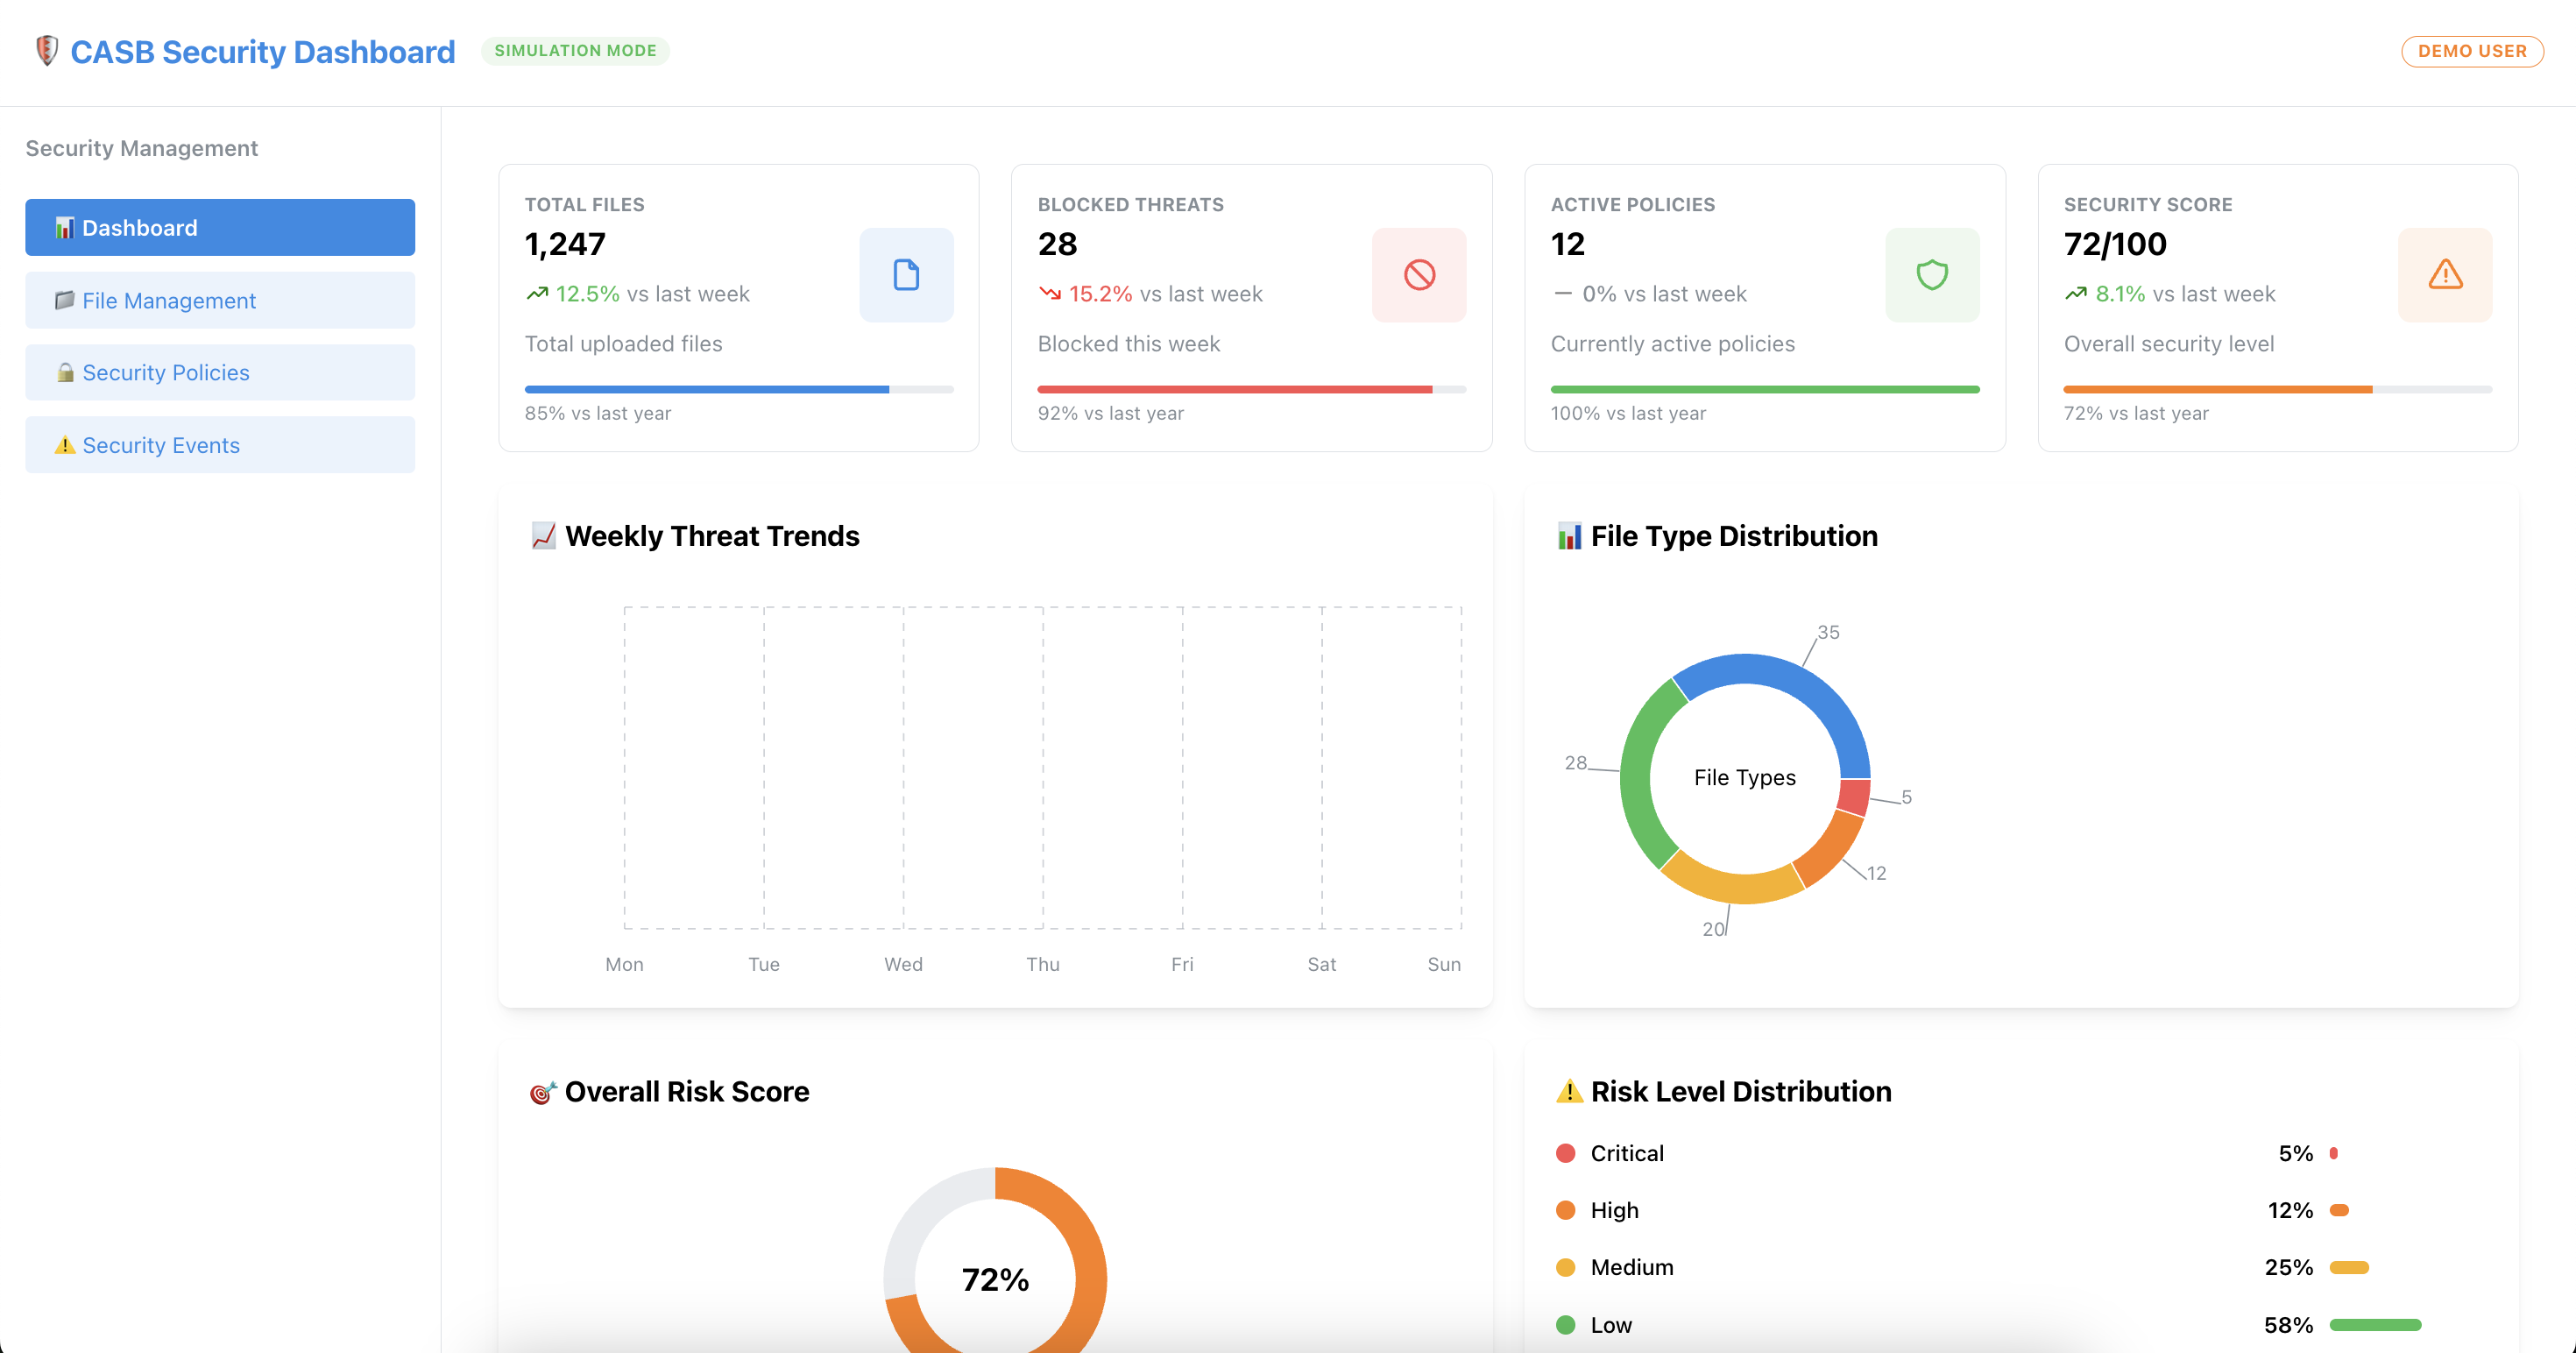 CASB Security Dashboard
SIMULATION MODE
DEMO USER
Security Management
Dashboard
File Management
Security Policies
Security Events
TOTAL FILES
1,247
12.5% vs last week
Total uploaded files
85% vs last year
BLOCKED THREATS
28
15.2% vs last week
Blocked this week
92% vs last year
ACTIVE POLICIES
12
0% vs last week
Currently active policies
100% vs last year
SECURITY SCORE
72/100
8.1% vs last week
Overall security level
72% vs last year
Weekly Threat Trends
Mon Tue Wed Thu Fri Sat Sun
File Type Distribution
35
28
File Types
5
12
20
Overall Risk Score
72%
Risk Level Distribution
Critical 5%
High 12%
Medium 25%
Low 58%